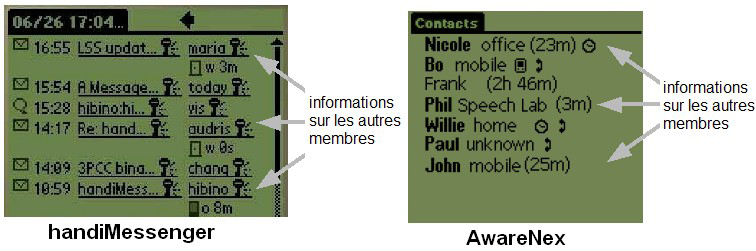 06/26 17:04...
16:55 LSS updat... maria
w 3m
15:54 A Message... today
15:28 hibino:hi... vis
14:17 Re: hand... audris
w 0s
14:09 3PCC bina... chang
10:59 handiMess... hibino
o 8m
informations
sur les autres
membres
handiMessenger
Contacts
Nicole office (23m)
Bo mobile
Frank (2h 46m)
Phil Speech Lab (3m)
Willie home
Paul unknown
John mobile (25m)
informations
sur les autres
membres
AwareNex